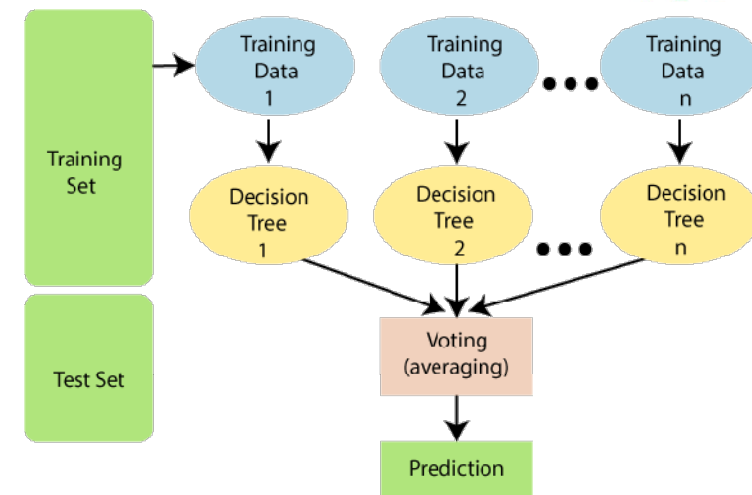 Training
Set
Test Set
Training
Data
1
Training
Data
2
Training
Data
n
Decision
Tree
1
Decision
Tree
2
Decision
Tree
n
Voting
(averaging)
Prediction